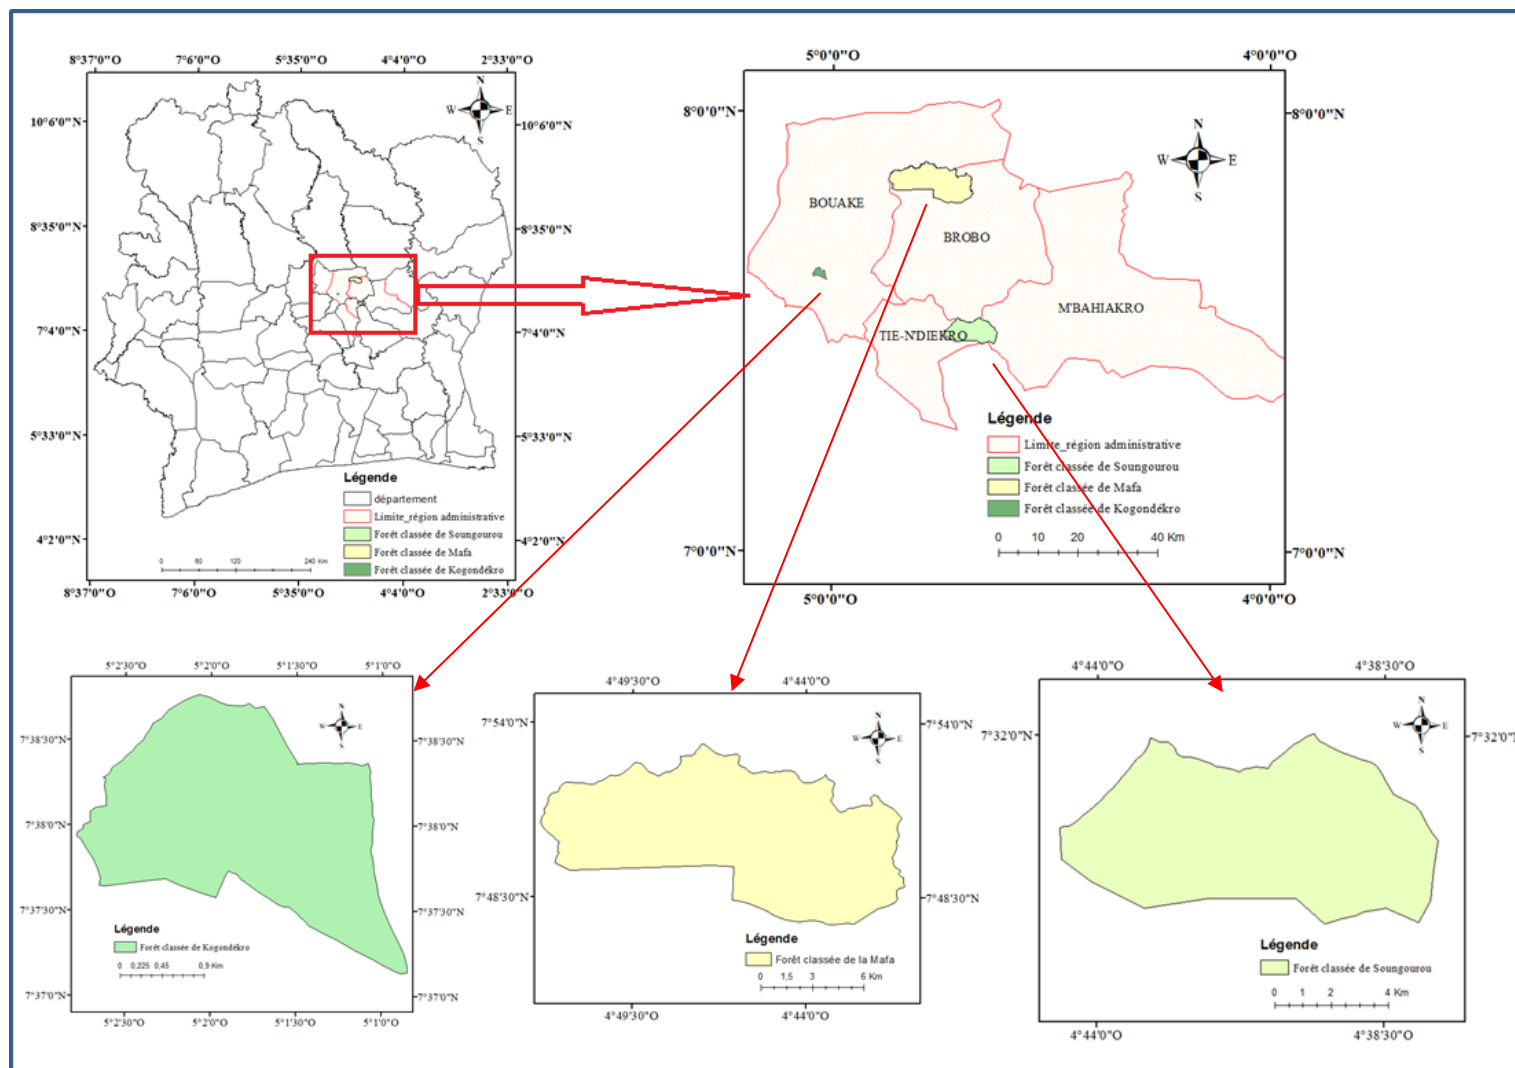 8°37'0"O 7°6'0"O 5°35'0"O 4°4'0"O 2°33'0"O
N
W E
S
10°6'0"N 10°6'0"N
8°35'0"N 8°35'0"N
7°4'0"N 7°4'0"N
5°33'0"N 5°33'0"N
4°2'0"N 4°2'0"N
Légende
département
Limite_région administrative
Forêt classée de Soungourou
Forêt classée de Mafa
Forêt classée de Kogondékro
0 60 120 240 Km
8°37'0"O 7°6'0"O 5°35'0"O 4°4'0"O 2°33'0"O
5°0'0"O 4°0'0"O
8°0'0"N 8°0'0"N
N
W E
S
BOUAKE
BROBO
M'BAHIAKRO
TIE-N'DIEKRO
Légende
Limite_région administrative
Forêt classée de Soungourou
Forêt classée de Mafa
Forêt classée de Kogondékro
0 10 20 40 Km
7°0'0"N 7°0'0"N
5°0'0"O 4°0'0"O
5°2'30"O 5°2'0"O 5°1'30"O 5°1'0"O
N
W E
S
7°38'30"N 7°38'30"N
7°38'0"N 7°38'0"N
7°37'30"N 7°37'30"N
7°37'0"N 7°37'0"N
Légende
Forêt classée de Kogondékro
0 0,225 0,45 0,9 Km
5°2'30"O 5°2'0"O 5°1'30"O 5°1'0"O
4°49'30"O 4°44'0"O
7°54'0"N 7°54'0"N
N
W E
S
7°48'30"N 7°48'30"N
Légende
Forêt classée de la Mafa
0 1,5 3 6 Km
4°49'30"O 4°44'0"O
4°44'0"O 4°38'30"O
7°32'0"N 7°32'0"N
N
W E
S
Légende
Forêt classée de Soungourou
0 1 2 4 Km
4°44'0"O 4°38'30"O